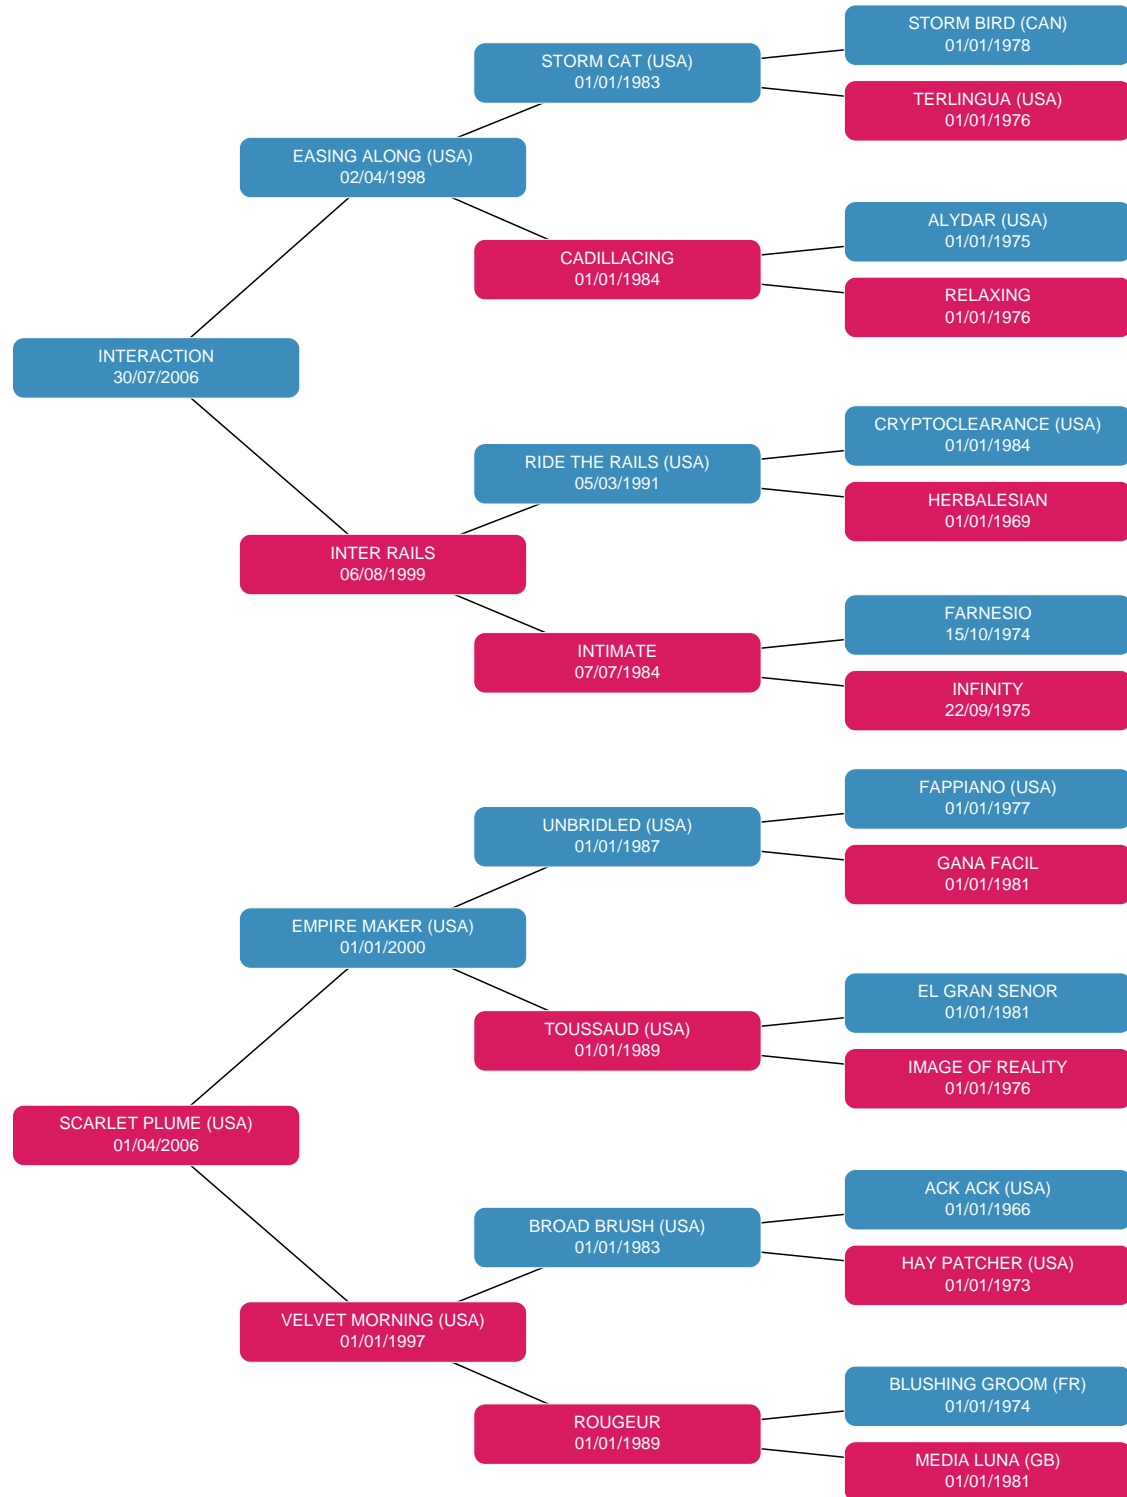 STORM BIRD (CAN)
01/01/1978
STORM CAT (USA)
01/01/1983
TERLINGUA (USA)
01/01/1976
EASING ALONG (USA)
02/04/1998
ALYDAR (USA)
01/01/1975
CADILLACING
01/01/1984
RELAXING
01/01/1976
INTERACTION
30/07/2006
CRYPTOCLEARANCE (USA)
01/01/1984
RIDE THE RAILS (USA)
05/03/1991
HERBALESIAN
01/01/1969
INTER RAILS
06/08/1999
FARNESIO
15/10/1974
INTIMATE
07/07/1984
INFINITY
22/09/1975
FAPPIANO (USA)
01/01/1977
UNBRIDLED (USA)
01/01/1987
GANA FACIL
01/01/1981
EMPIRE MAKER (USA)
01/01/2000
EL GRAN SENOR
01/01/1981
TOUSSAUD (USA)
01/01/1989
IMAGE OF REALITY
01/01/1976
SCARLET PLUME (USA)
01/04/2006
ACK ACK (USA)
01/01/1966
BROAD BRUSH (USA)
01/01/1983
HAY PATCHER (USA)
01/01/1973
VELVET MORNING (USA)
01/01/1997
BLUSHING GROOM (FR)
01/01/1974
ROUGEUR
01/01/1989
MEDIA LUNA (GB)
01/01/1981